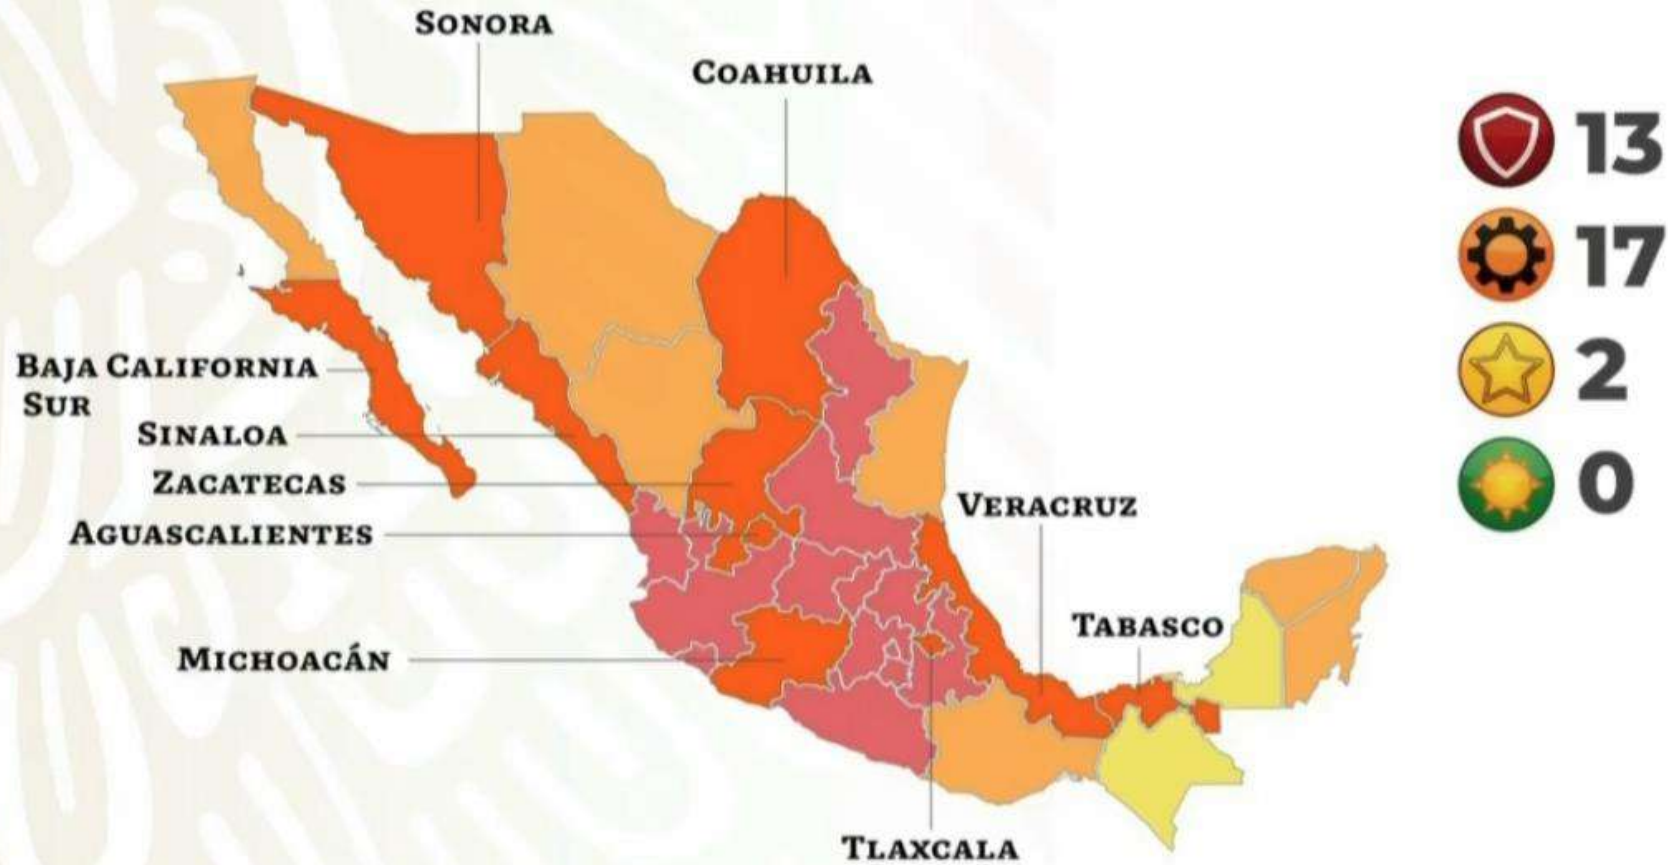 SONORA
COAHUILA
13
17
2
0
BAJA CALIFORNIA
SUR
SINALOA
ZACATECAS
AGUASCALIENTES
VERACRUZ
TABASCO
MICHOACÁN
TLAXCALA